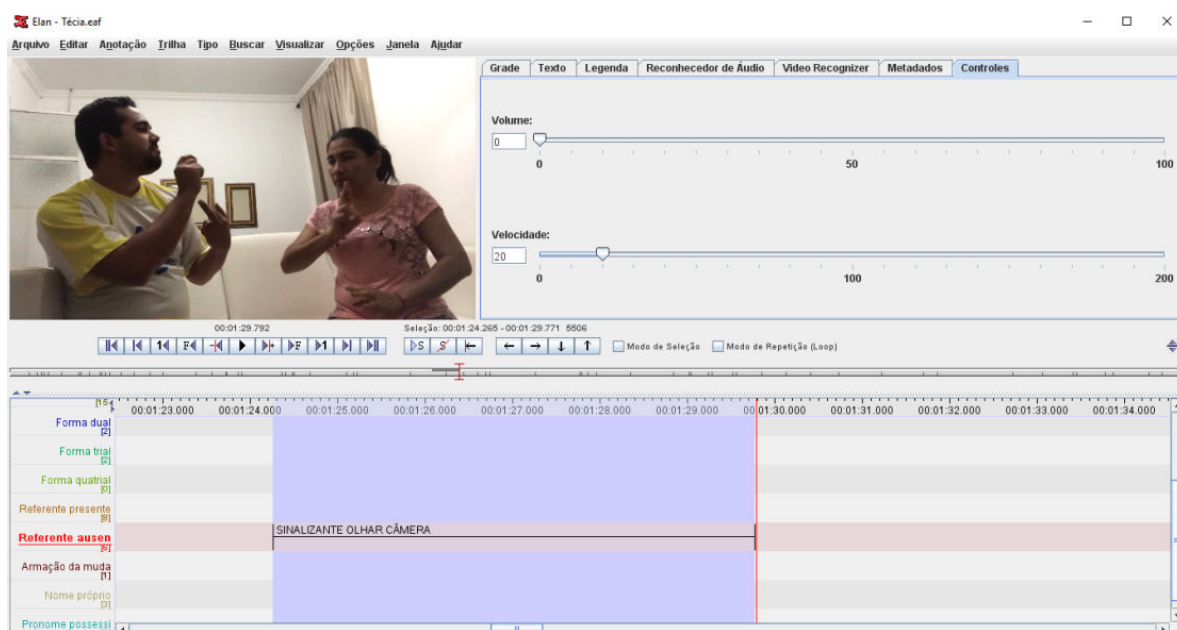 Elan - Técia.eaf
Arquivo Editar Anotação Trilha Tipo Buscar Visualizar Opções Janela Ajudar
Grade Texto Legenda Reconhecedor de Áudio Video Recognizer Metadados Controles
Volume:
0
0 50 100
Velocidade:
20
0 100 200
00:01:29.792 Seleção: 00:01:24.265 - 00:01:29.771 5506
1 F F 1 S S Modo de Seleção Modo de Repetição (Loop)
[15
00:01:23.000 00:01:24.000 00:01:25.000 00:01:26.000 00:01:27.000 00:01:28.000 00:01:29.000 00:01:30.000 00:01:31.000 00:01:32.000 00:01:33.000 00:01:34.000
Forma dual
[2]
Forma trial
[2]
Forma quatrial
[0]
Referente presente
[8]
Referente ausen SINALIZANTE OLHAR CÂMERA
[6]
Armação da muda
[1]
Nome próprio
[3]
Pronome possessi